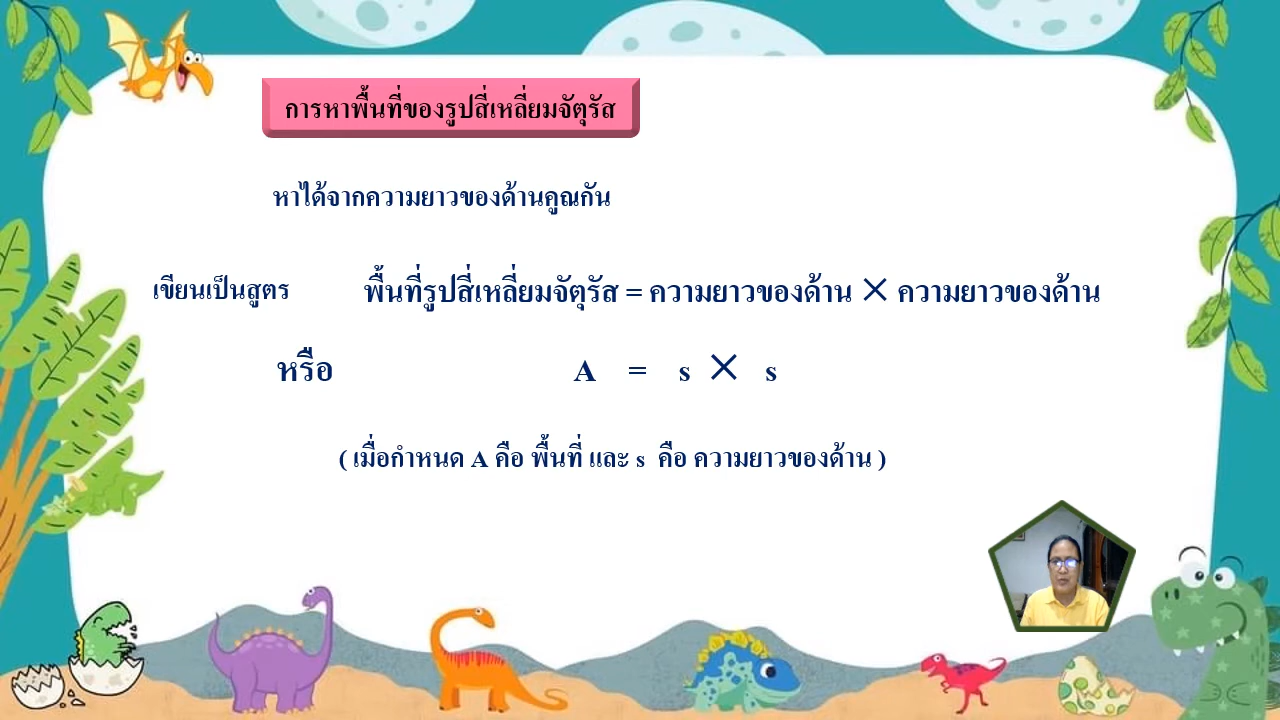 การหาพื้นที่ของรูปสี่เหลี่ยมจัตุรัส
หาได้จากความยาวของด้านคูณกัน
เขียนเป็นสูตร พื้นที่รูปสี่เหลี่ยมจัตุรัส = ความยาวของด้าน × ความยาวของด้าน
หรือ A = s × s
( เมื่อกำหนด A คือ พื้นที่ และ s คือ ความยาวของด้าน )